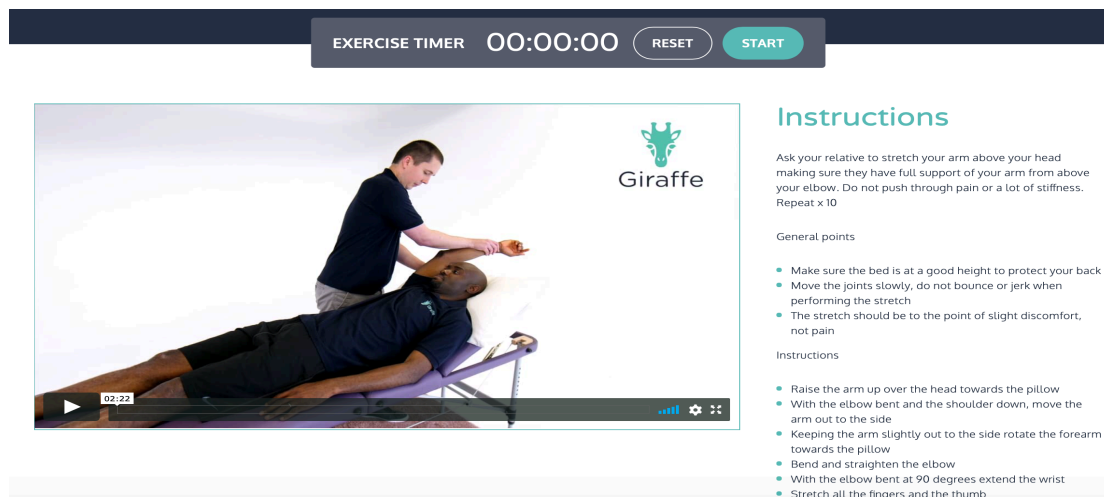 EXERCISE TIMER 00:00:00 RESET START
Giraffe
02:22
Instructions
Ask your relative to stretch your arm above your head
making sure they have full support of your arm from above
your elbow. Do not push through pain or a lot of stiffness.
Repeat x 10
General points
Make sure the bed is at a good height to protect your back
Move the joints slowly, do not bounce or jerk when
performing the stretch
The stretch should be to the point of slight discomfort,
not pain
Instructions
Raise the arm up over the head towards the pillow
With the elbow bent and the shoulder down, move the
arm out to the side
Keeping the arm slightly out to the side rotate the forearm
towards the pillow
Bend and straighten the elbow
With the elbow bent at 90 degrees extend the wrist
Stretch all the fingers and the thumb